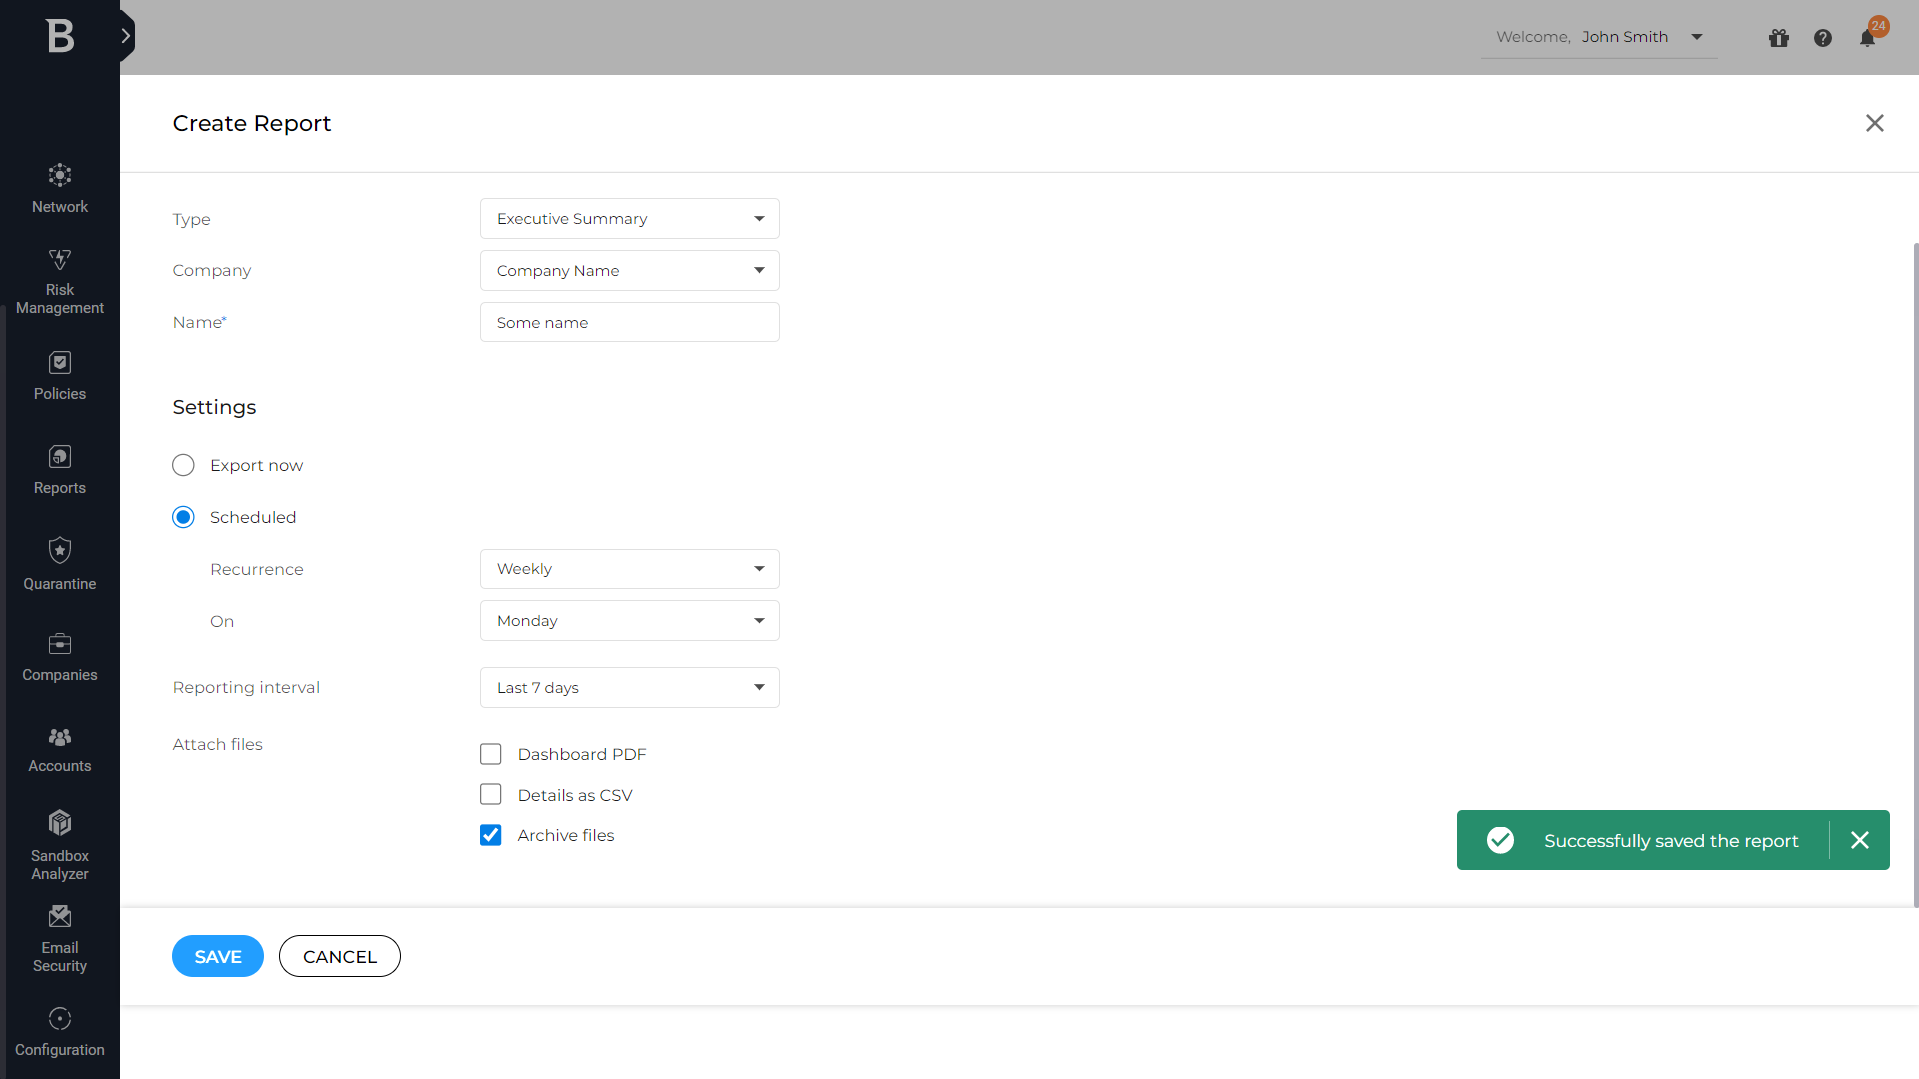 B
Welcome, John Smith
24
Create Report
Network
Risk
Management
Policies
Reports
Quarantine
Companies
Accounts
Sandbox
Analyzer
Email
Security
Configuration
Type Executive Summary
Company Company Name
Name* Some name
Settings
Export now
Scheduled
Recurrence Weekly
On Monday
Reporting interval Last 7 days
Attach files
Dashboard PDF
Details as CSV
Archive files
Successfully saved the report
SAVE CANCEL